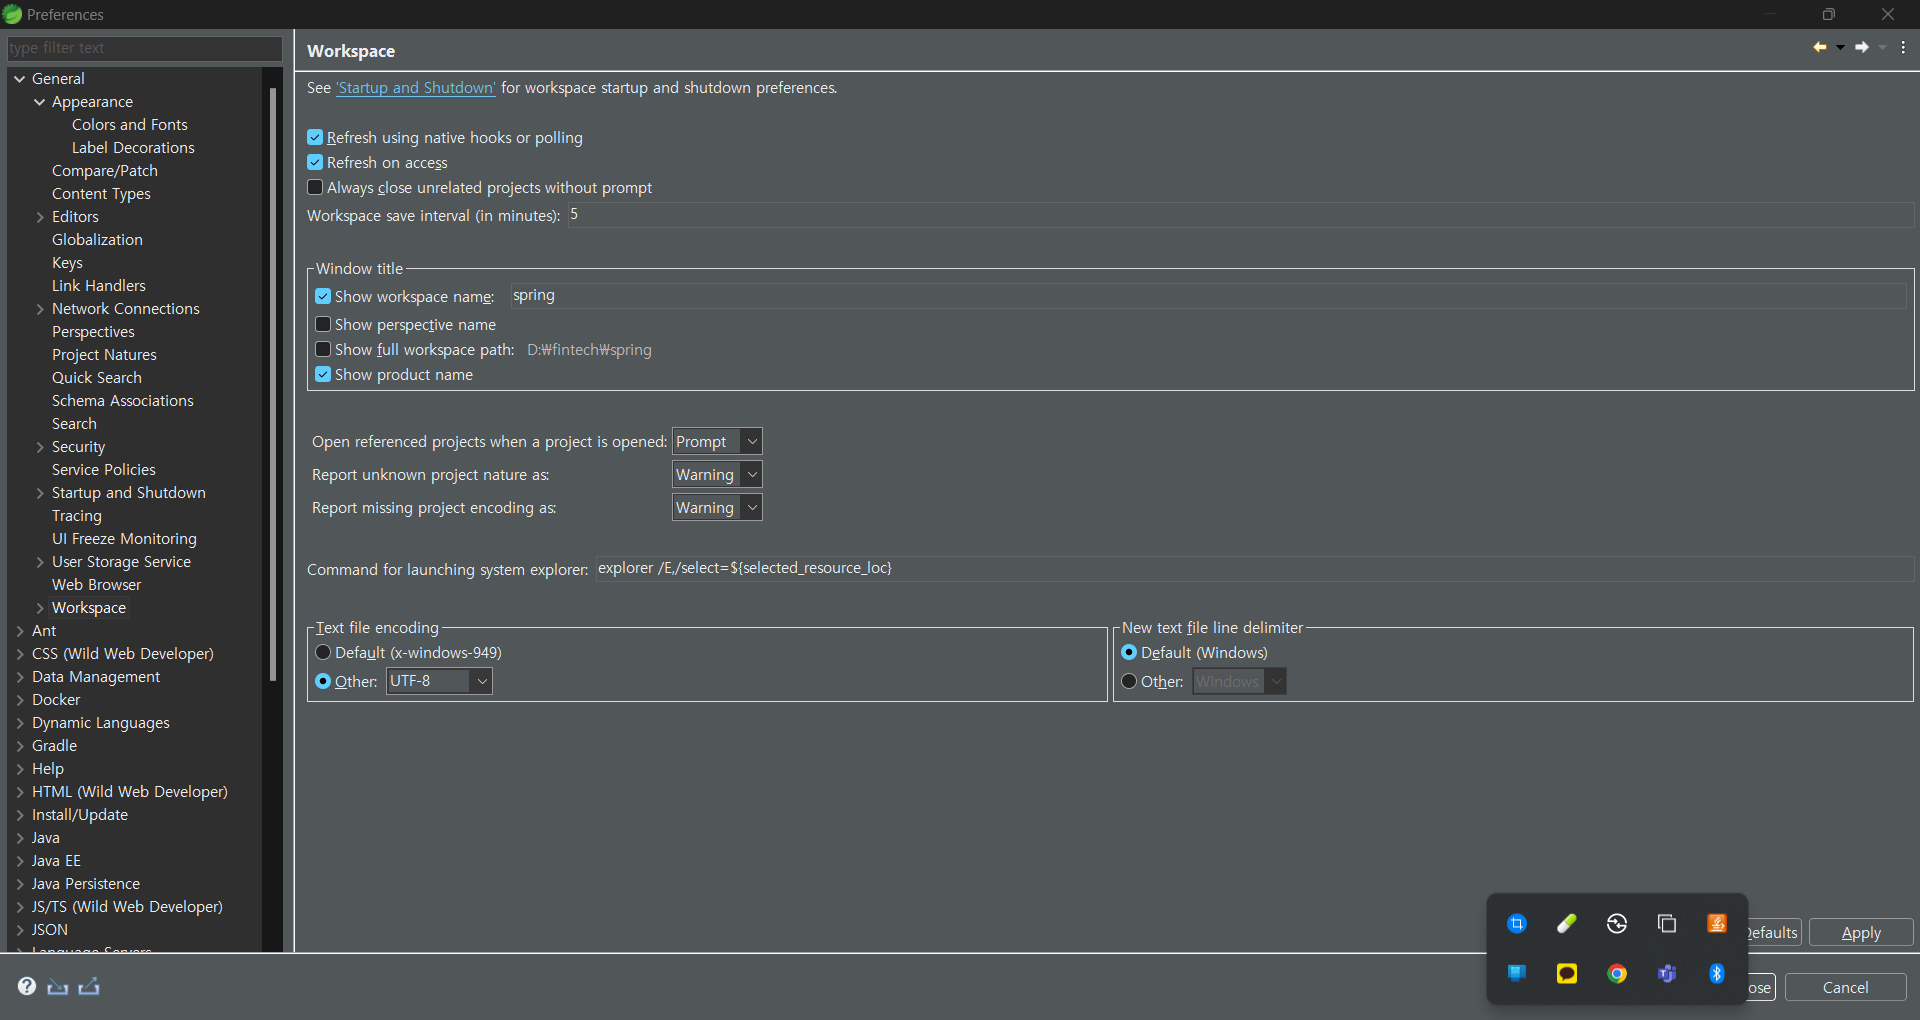 Preferences
type filter text
General
Appearance
Colors and Fonts
Label Decorations
Compare/Patch
Content Types
Editors
Globalization
Keys
Link Handlers
Network Connections
Perspectives
Project Natures
Quick Search
Schema Associations
Search
Security
Service Policies
Startup and Shutdown
Tracing
UI Freeze Monitoring
User Storage Service
Web Browser
Workspace
Ant
CSS (Wild Web Developer)
Data Management
Docker
Dynamic Languages
Gradle
Help
HTML (Wild Web Developer)
Install/Update
Java
Java EE
Java Persistence
JS/TS (Wild Web Developer)
JSON
Language Servers
Workspace
See 'Startup and Shutdown' for workspace startup and shutdown preferences.
Refresh using native hooks or polling
Refresh on access
Always close unrelated projects without prompt
Workspace save interval (in minutes): 5
Window title
Show workspace name: spring
Show perspective name
Show full workspace path: D:₩fintech₩spring
Show product name
Open referenced projects when a project is opened: Prompt
Report unknown project nature as: Warning
Report missing project encoding as: Warning
Command for launching system explorer: explorer /E,/select=${selected_resource_loc}
Text file encoding
Default (x-windows-949)
Other: UTF-8
New text file line delimiter
Default (Windows)
Other: Windows
efaults
Apply
ose
Cancel